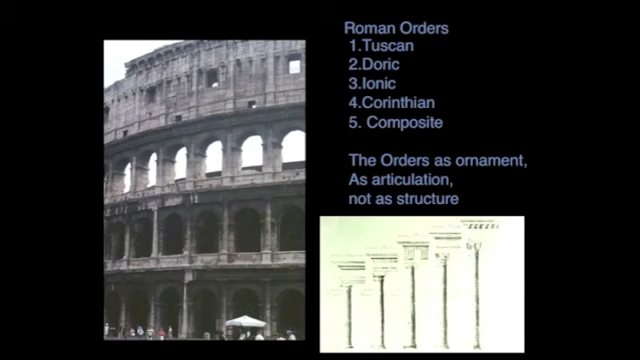 Roman Orders
1.Tuscan
2.Doric
3.Ionic
4.Corinthian
5. Composite
The Orders as ornament,
As articulation,
not as structure